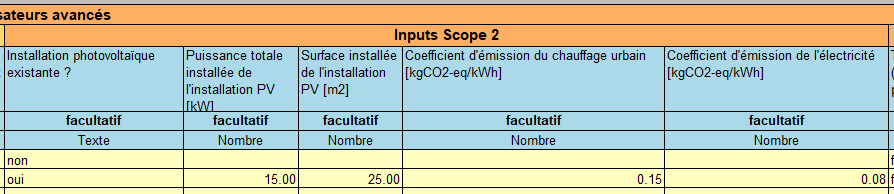 sateurs avancés
Inputs Scope 2
Installation photovoltaïque existante ?
Puissance totale installée de l'installation PV [kW]
Surface installée de l'installation PV [m2]
Coefficient d'émission du chauffage urbain [kgCO2-eq/kWh]
Coefficient d'émission de l'électricité [kgCO2-eq/kWh]
facultatif facultatif facultatif facultatif facultatif
Texte Nombre Nombre Nombre Nombre
non
oui 15.00 25.00 0.15 0.08